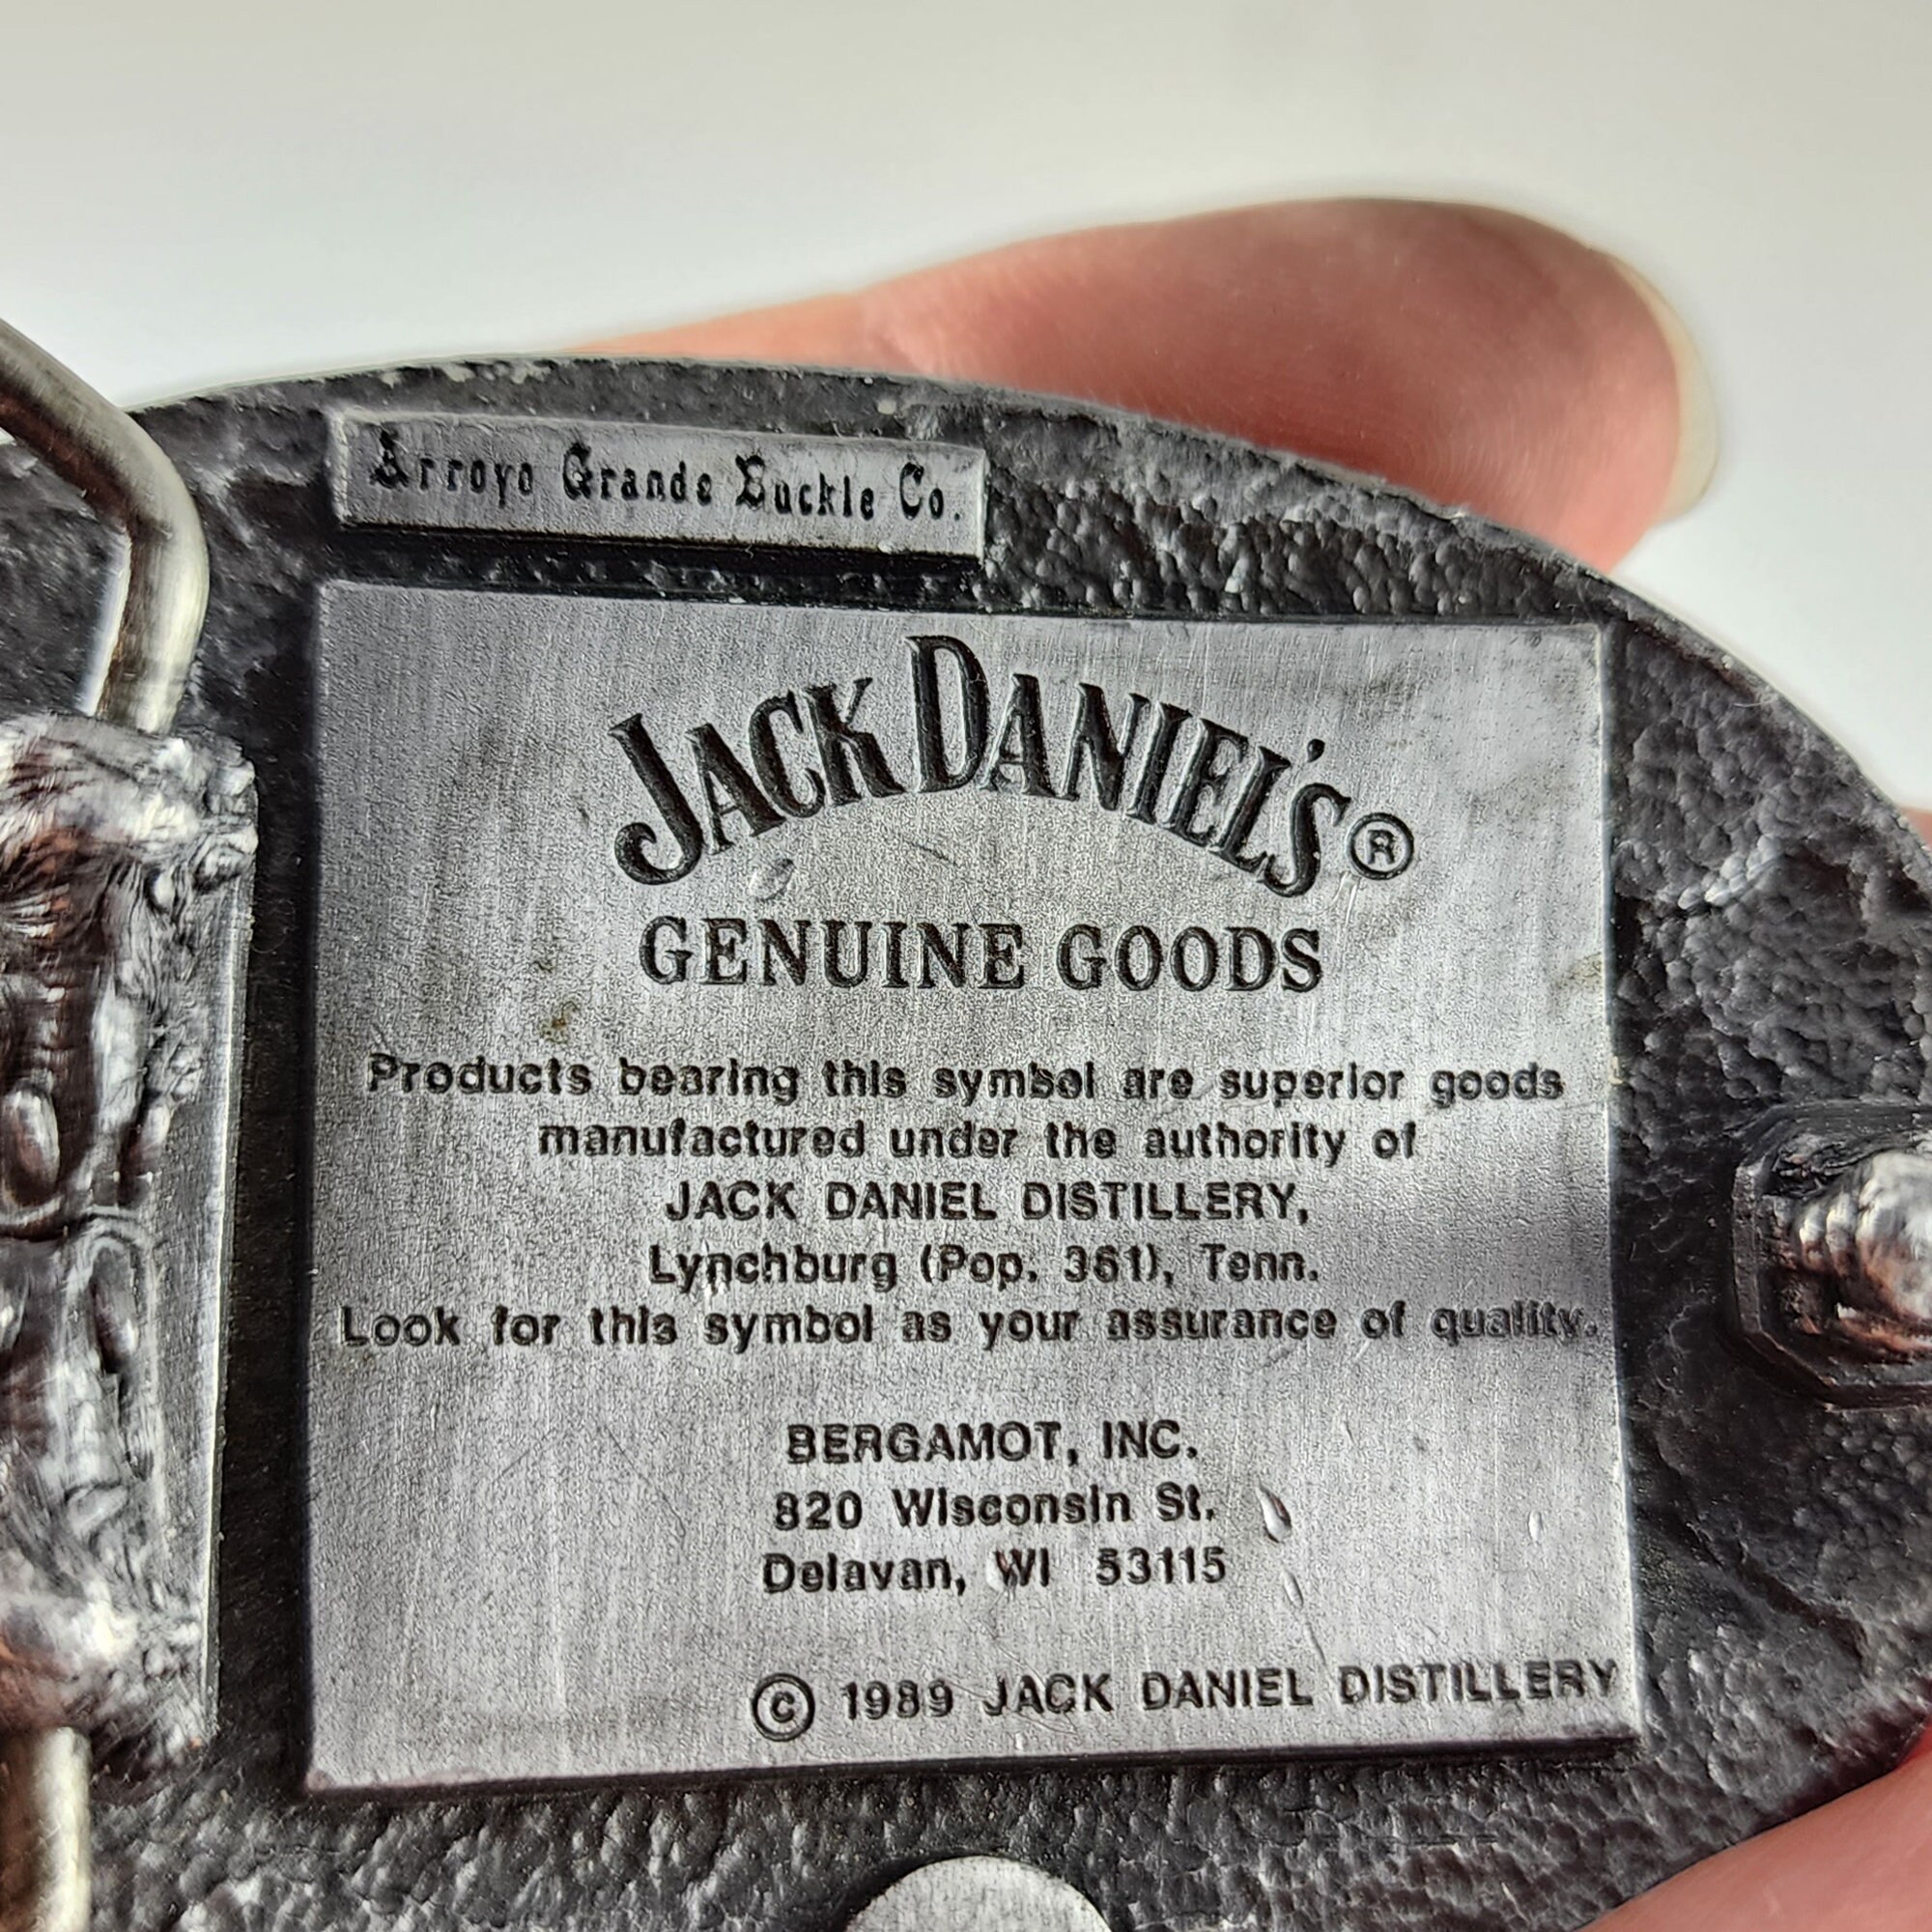 Arroyo Grande Buckle Co.
JACK DANIEL'S ®
GENUINE GOODS
Products bearing this symbol are superior goods
manufactured under the authority of
JACK DANIEL DISTILLERY,
Lynchburg (Pop. 361), Tenn.
Look for this symbol as your assurance of quality.
BERGAMOT, INC.
820 Wisconsin St.
Delavan, WI 53115
© 1989 JACK DANIEL DISTILLERY